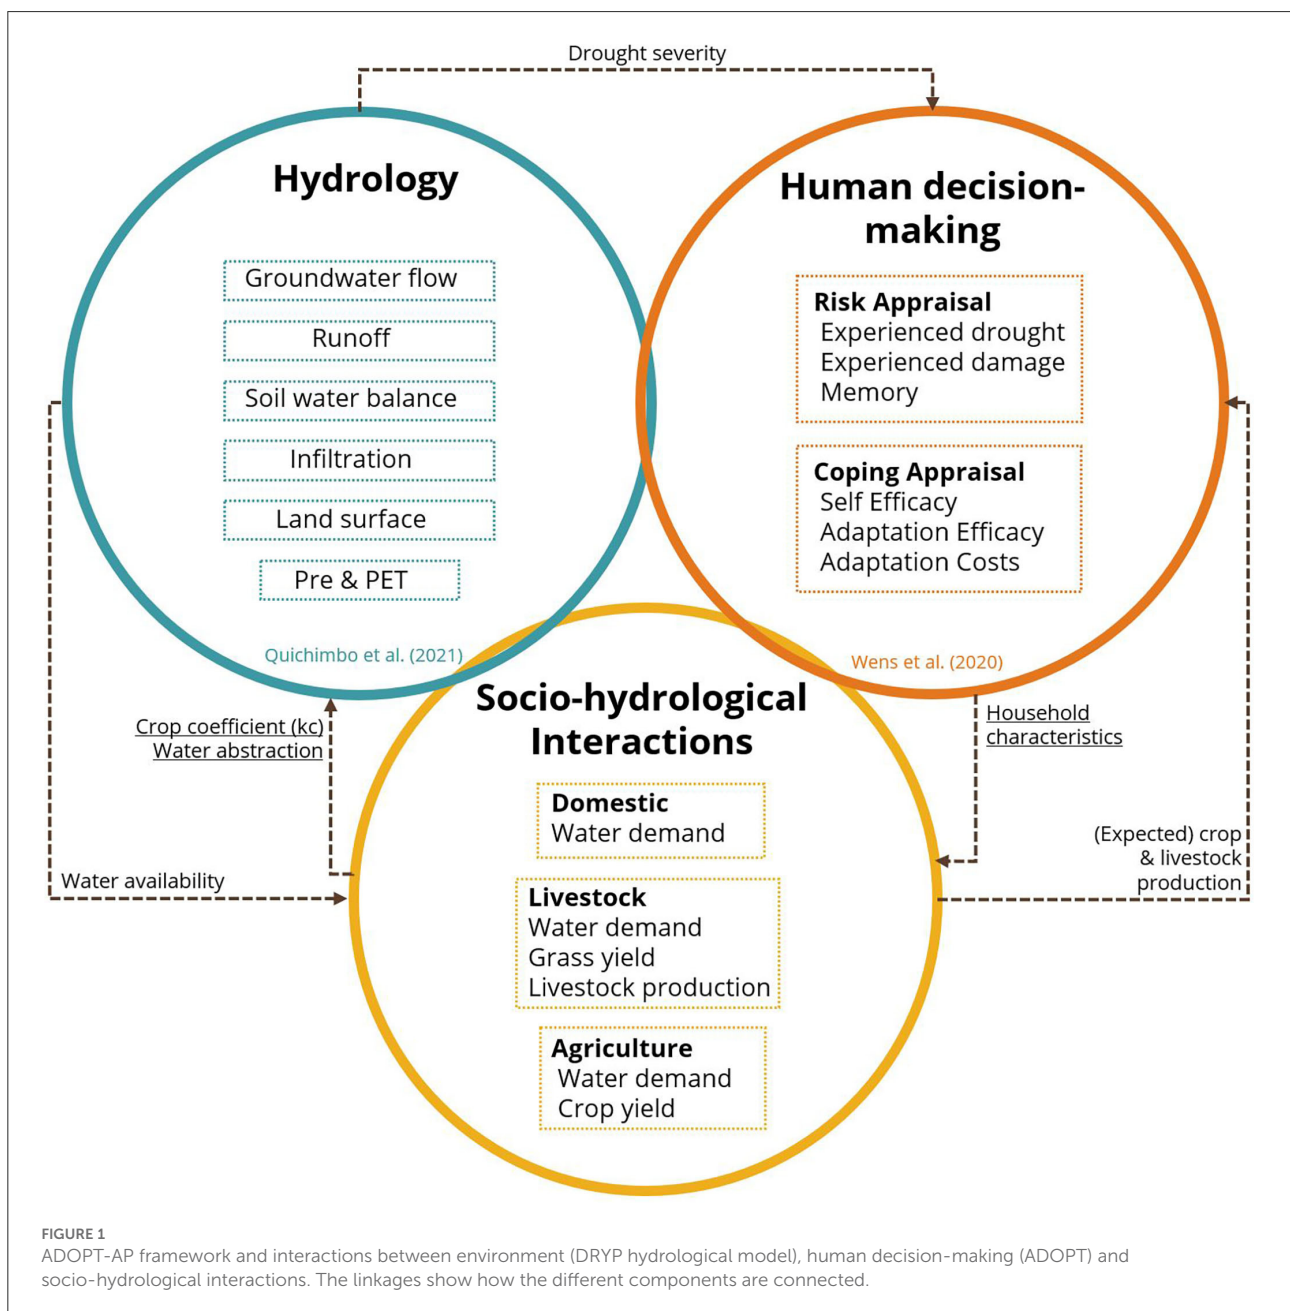 Drought severity
Hydrology
Groundwater flow
Runoff
Soil water balance
Infiltration
Land surface
Pre & PET
Quichimbo et al. (2021)
Human decision-
making
Risk Appraisal
Experienced drought
Experienced damage
Memory
Coping Appraisal
Self Efficacy
Adaptation Efficacy
Adaptation Costs
Wens et al. (2020)
Crop coefficient (kc)
Water abstraction
Water availability
Household
characteristics
(Expected) crop
& livestock
production
Socio-hydrological
Interactions
Domestic
Water demand
Livestock
Water demand
Grass yield
Livestock production
Agriculture
Water demand
Crop yield
FIGURE 1
ADOPT-AP framework and interactions between environment (DRYP hydrological model), human decision-making (ADOPT) and
socio-hydrological interactions. The linkages show how the different components are connected.